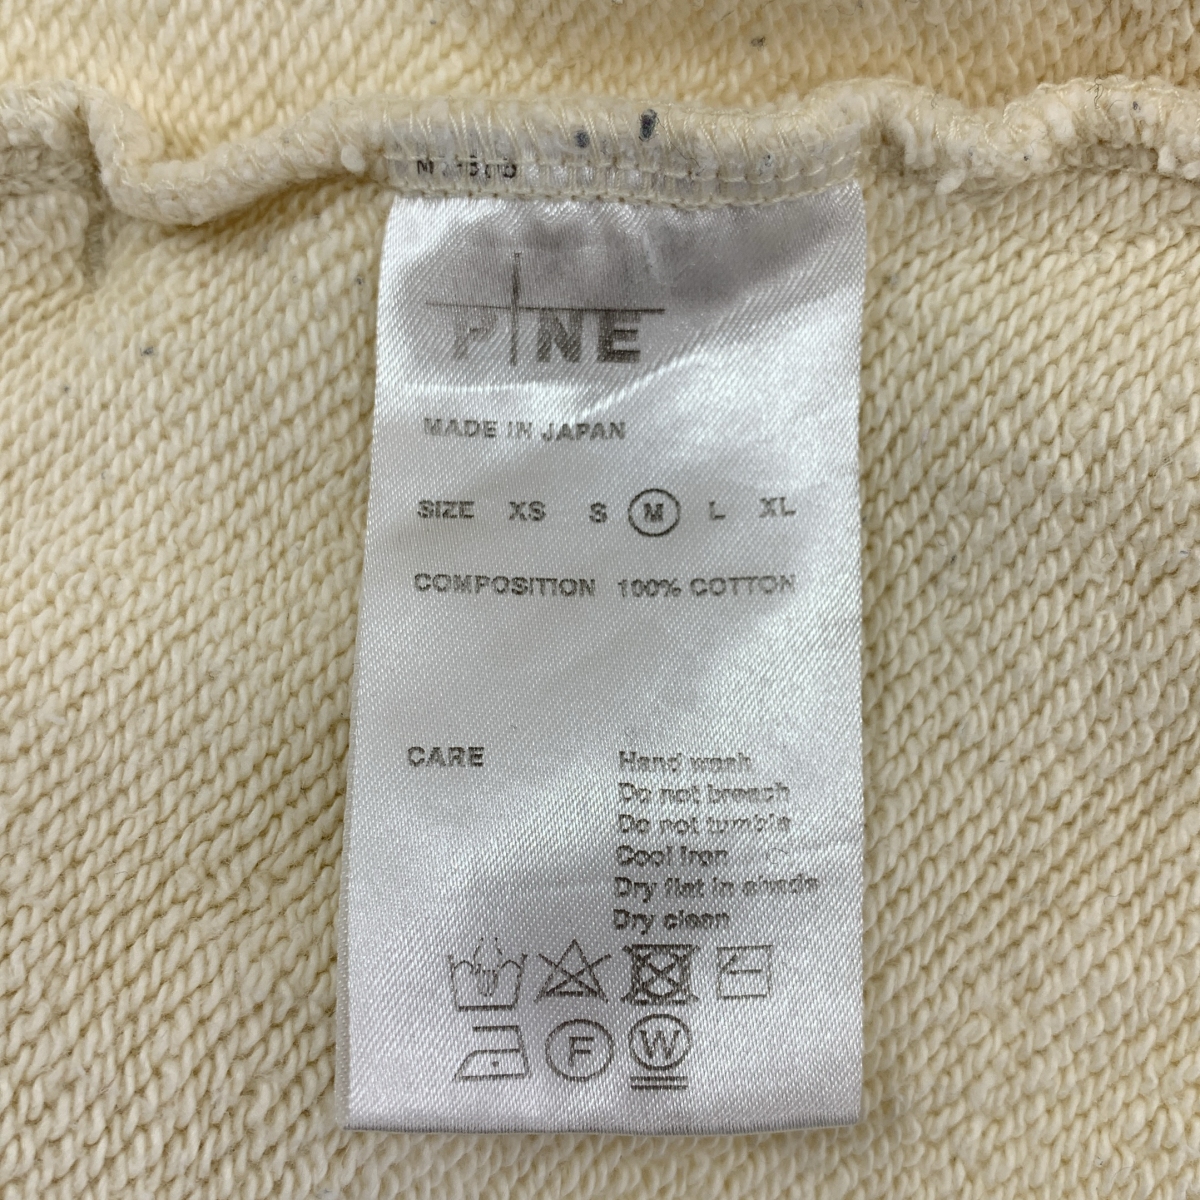 PINE
MADE IN JAPAN
SIZE XS S M L XL
COMPOSITION 100% COTTON
CARE Hand wash
Do not breach
Do not tumble
Cool iron
Dry flat in shade
Dry clean
F W